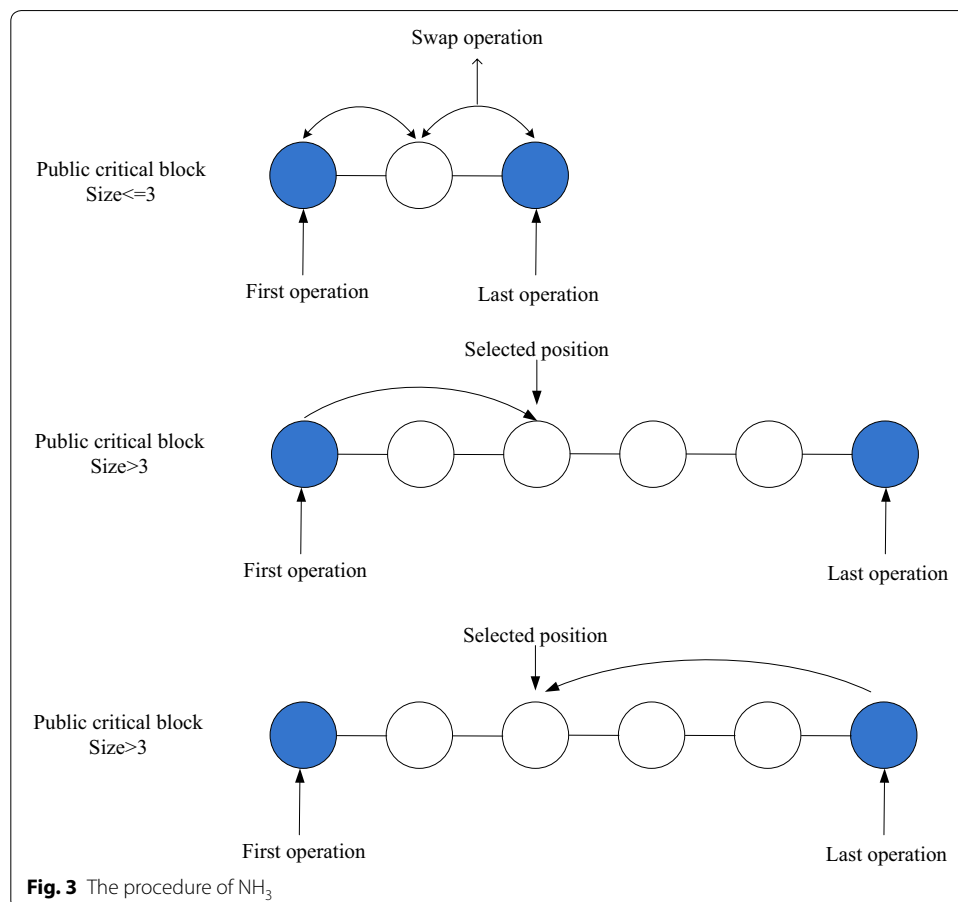 Swap operation
Public critical block
Size<=3
First operation
Last operation
Selected position
Public critical block
Size>3
First operation
Last operation
Selected position
Public critical block
Size>3
First operation
Last operation
Fig. 3 The procedure of NH₃